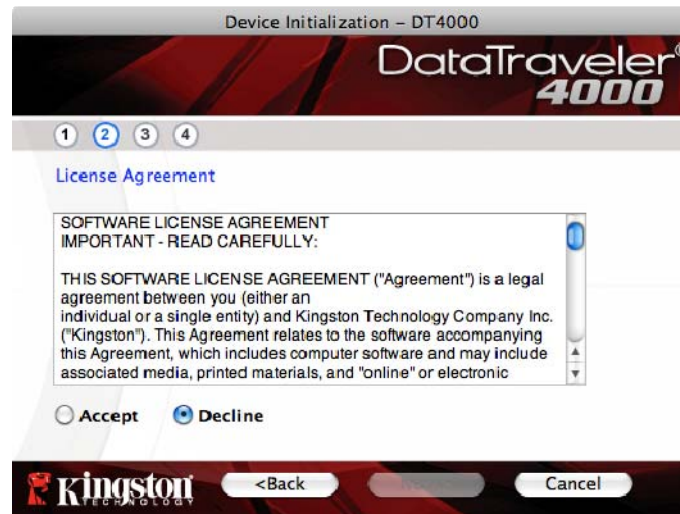 Device Initialization – DT4000
DataTraveler®
4000
1 2 3 4
License Agreement
SOFTWARE LICENSE AGREEMENT
IMPORTANT - READ CAREFULLY:
THIS SOFTWARE LICENSE AGREEMENT ("Agreement") is a legal
agreement between you (either an
individual or a single entity) and Kingston Technology Company Inc.
("Kingston"). This Agreement relates to the software accompanying
this Agreement, which includes computer software and may include
associated media, printed materials, and "online" or electronic
Accept Decline
Kingston <Back Cancel
TECHNOLOGY